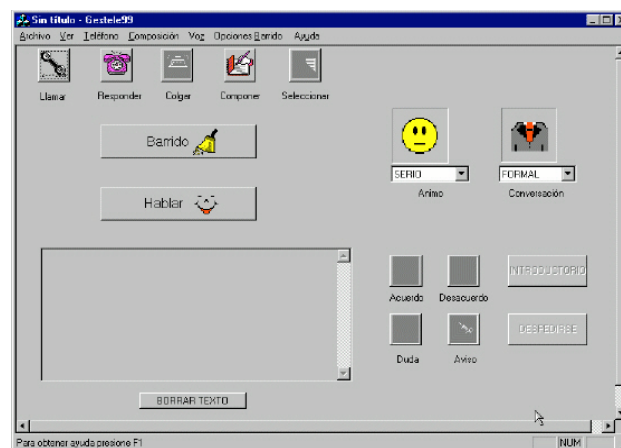 Sin título - Gestele99
Archivo Ver Teléfono Composición Voz Opciones Barrido Ayuda
Llamar Responder Colgar Componer Seleccionar
Barrido
SERIO FORMAL
Animo Conversación
Hablar
INTRODUCTORIO
Acuerdo Desacuerdo
DESPEDIRSE
Duda Aviso
BORRAR TEXTO
Para obtener ayuda presione F1 NUM